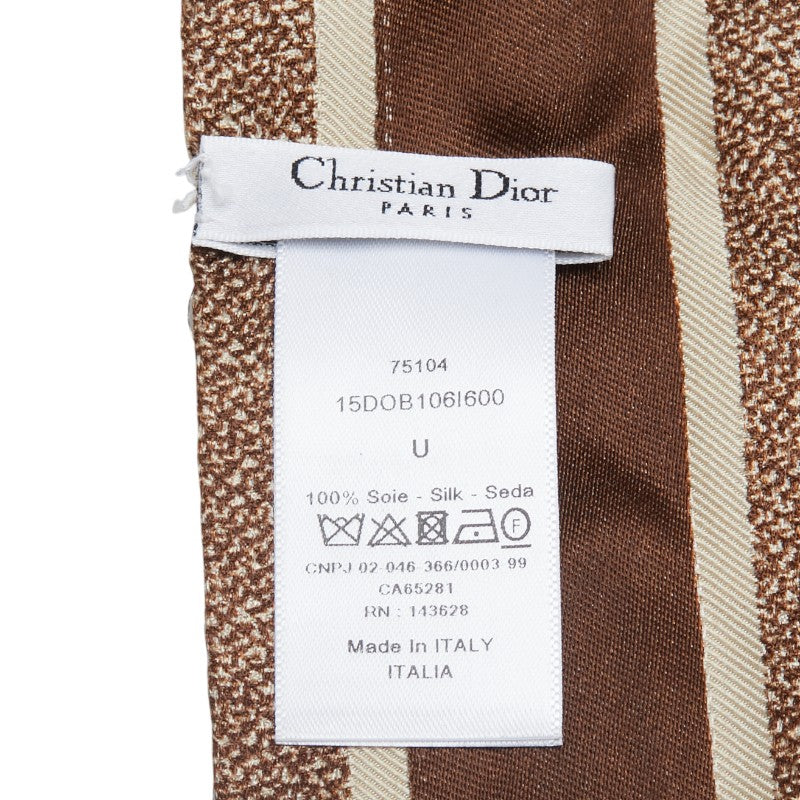 Christian Dior
PARIS
75104
15DOB106I600
U
100% Soie - Silk - Seda
F
CNPJ 02-046-366/0003-99
CA65281
RN : 143628
Made In ITALY
ITALIA